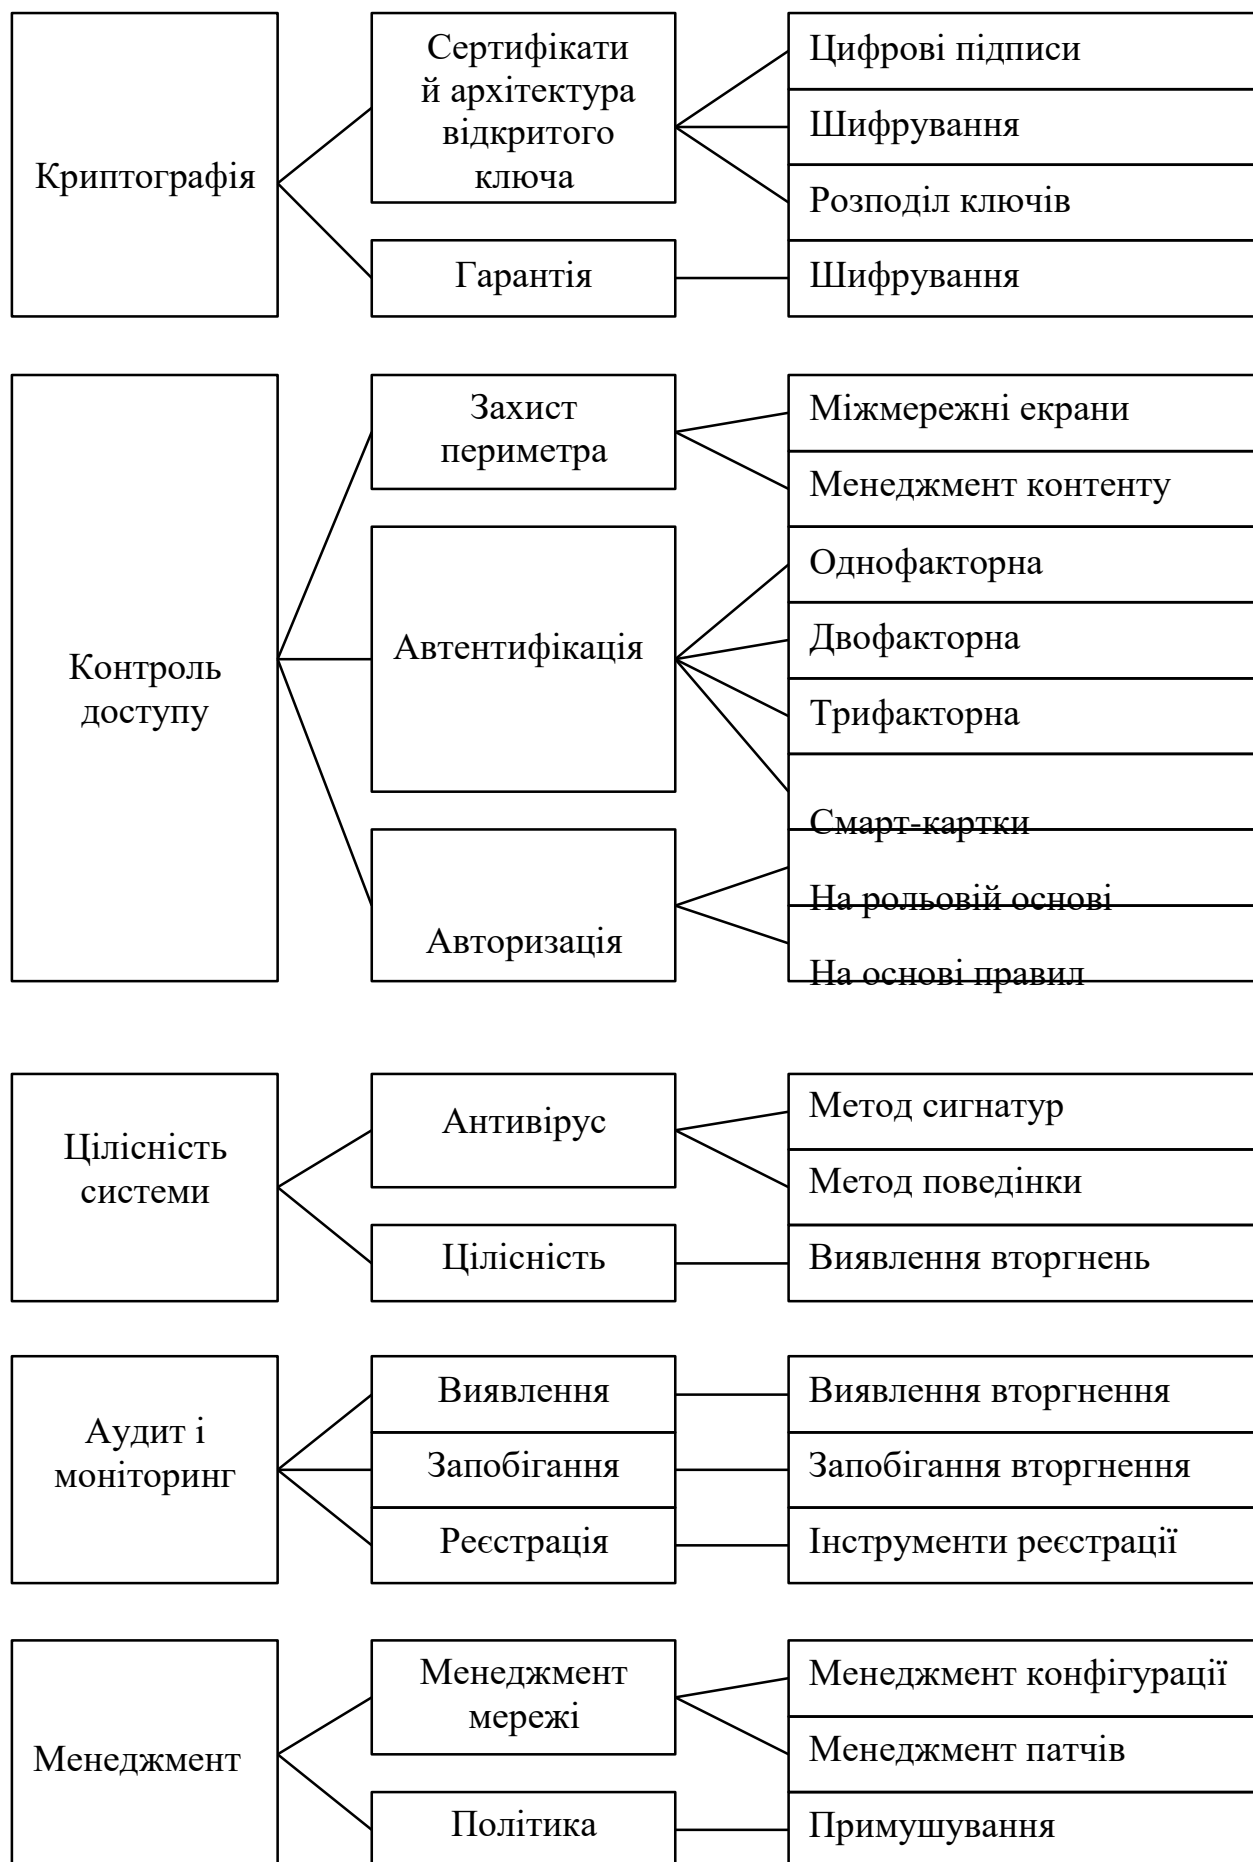 Криптографія
Сертифікати
й архітектура
відкритого
ключа
Цифрові підписи
Шифрування
Розподіл ключів
Гарантія
Шифрування
Контроль
доступу
Захист
периметра
Міжмережні екрани
Менеджмент контенту
Автентифікація
Однофакторна
Двофакторна
Трифакторна
Смарт-картки
Авторизація
На рольовій основі
На основі правил
Цілісність
системи
Антивірус
Метод сигнатур
Метод поведінки
Цілісність
Виявлення вторгнень
Аудит і
моніторинг
Виявлення
Виявлення вторгнення
Запобігання
Запобігання вторгнення
Реєстрація
Інструменти реєстрації
Менеджмент
Менеджмент
мережі
Менеджмент конфігурації
Менеджмент патчів
Політика
Примушування